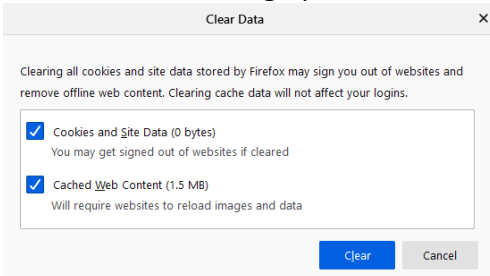 Clear Data
Clearing all cookies and site data stored by Firefox may sign you out of websites and
remove offline web content. Clearing cache data will not affect your logins.
Cookies and Site Data (0 bytes)
You may get signed out of websites if cleared
Cached Web Content (1.5 MB)
Will require websites to reload images and data
Clear Cancel